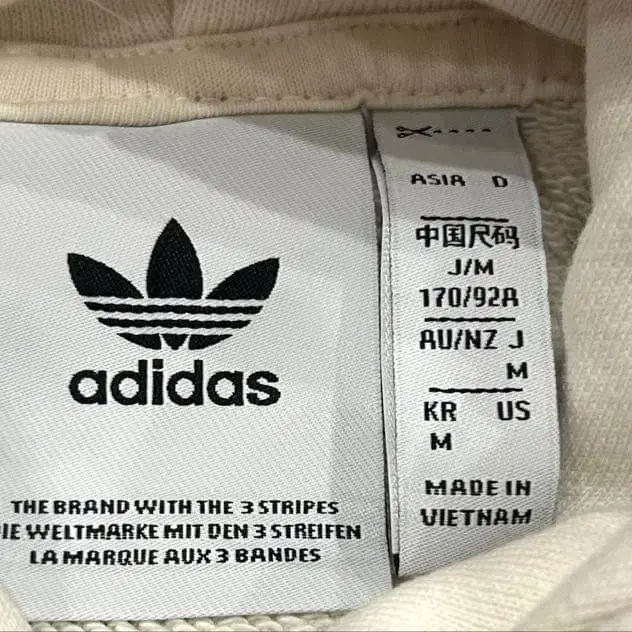 adidas
THE BRAND WITH THE 3 STRIPES
DIE WELTMARKE MIT DEN 3 STREIFEN
LA MARQUE AUX 3 BANDES
ASIA D
中国尺码
J/M
170/92A
AU/NZ J
M
KR US
M
MADE IN
VIETNAM